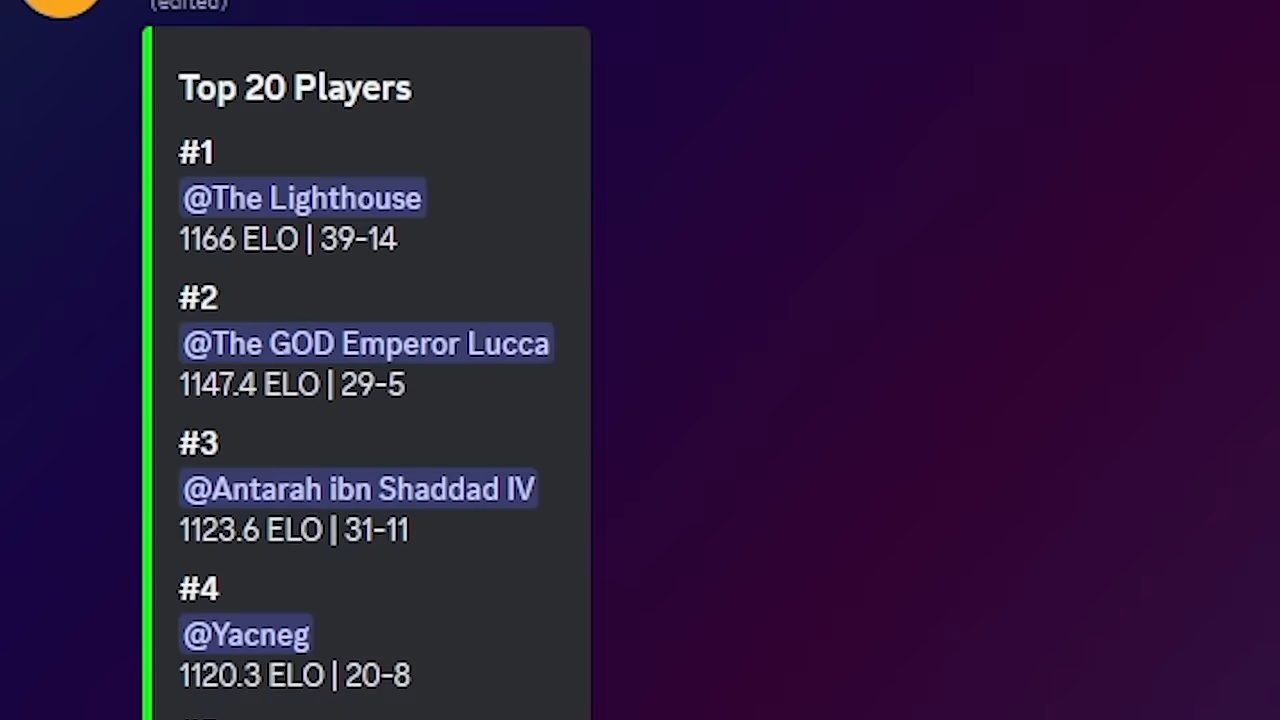 (edited)
Top 20 Players
#1
@The Lighthouse
1166 ELO | 39-14
#2
@The GOD Emperor Lucca
1147.4 ELO | 29-5
#3
@Antarah ibn Shaddad IV
1123.6 ELO | 31-11
#4
@Yacneg
1120.3 ELO | 20-8